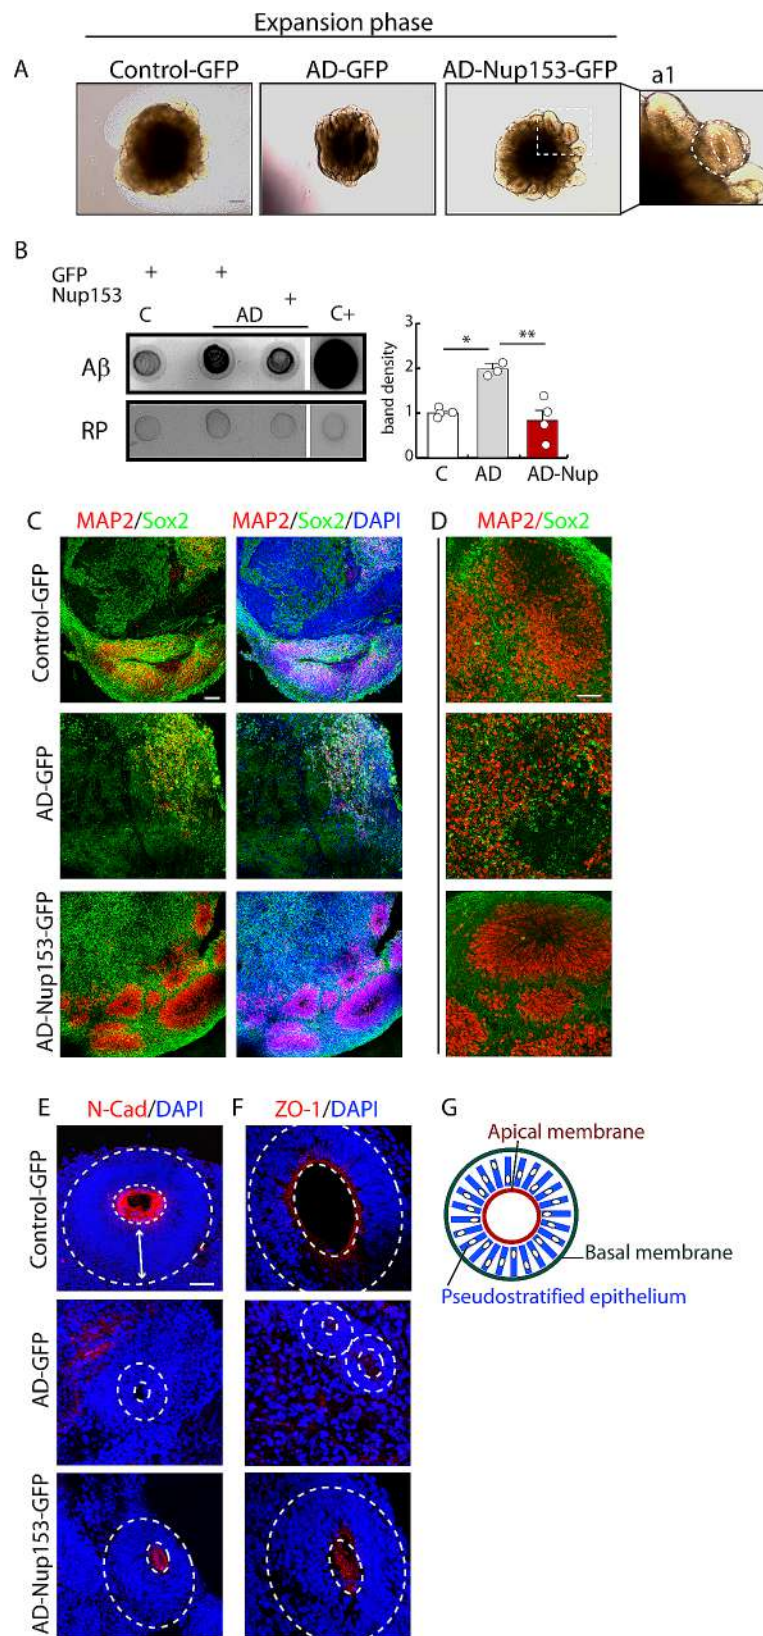 Expansion phase
A
Control-GFP
AD-GFP
AD-Nup153-GFP
a1
B
GFP + +
Nup153 +
C AD C+
Aβ
RP
band density
3
2
1
0
* **
C AD AD-Nup
C MAP2/Sox2 MAP2/Sox2/DAPI D MAP2/Sox2
Control-GFP
AD-GFP
AD-Nup153-GFP
E N-Cad/DAPI F ZO-1/DAPI G
Control-GFP
AD-GFP
AD-Nup153-GFP
Apical membrane
Basal membrane
Pseudostratified epithelium